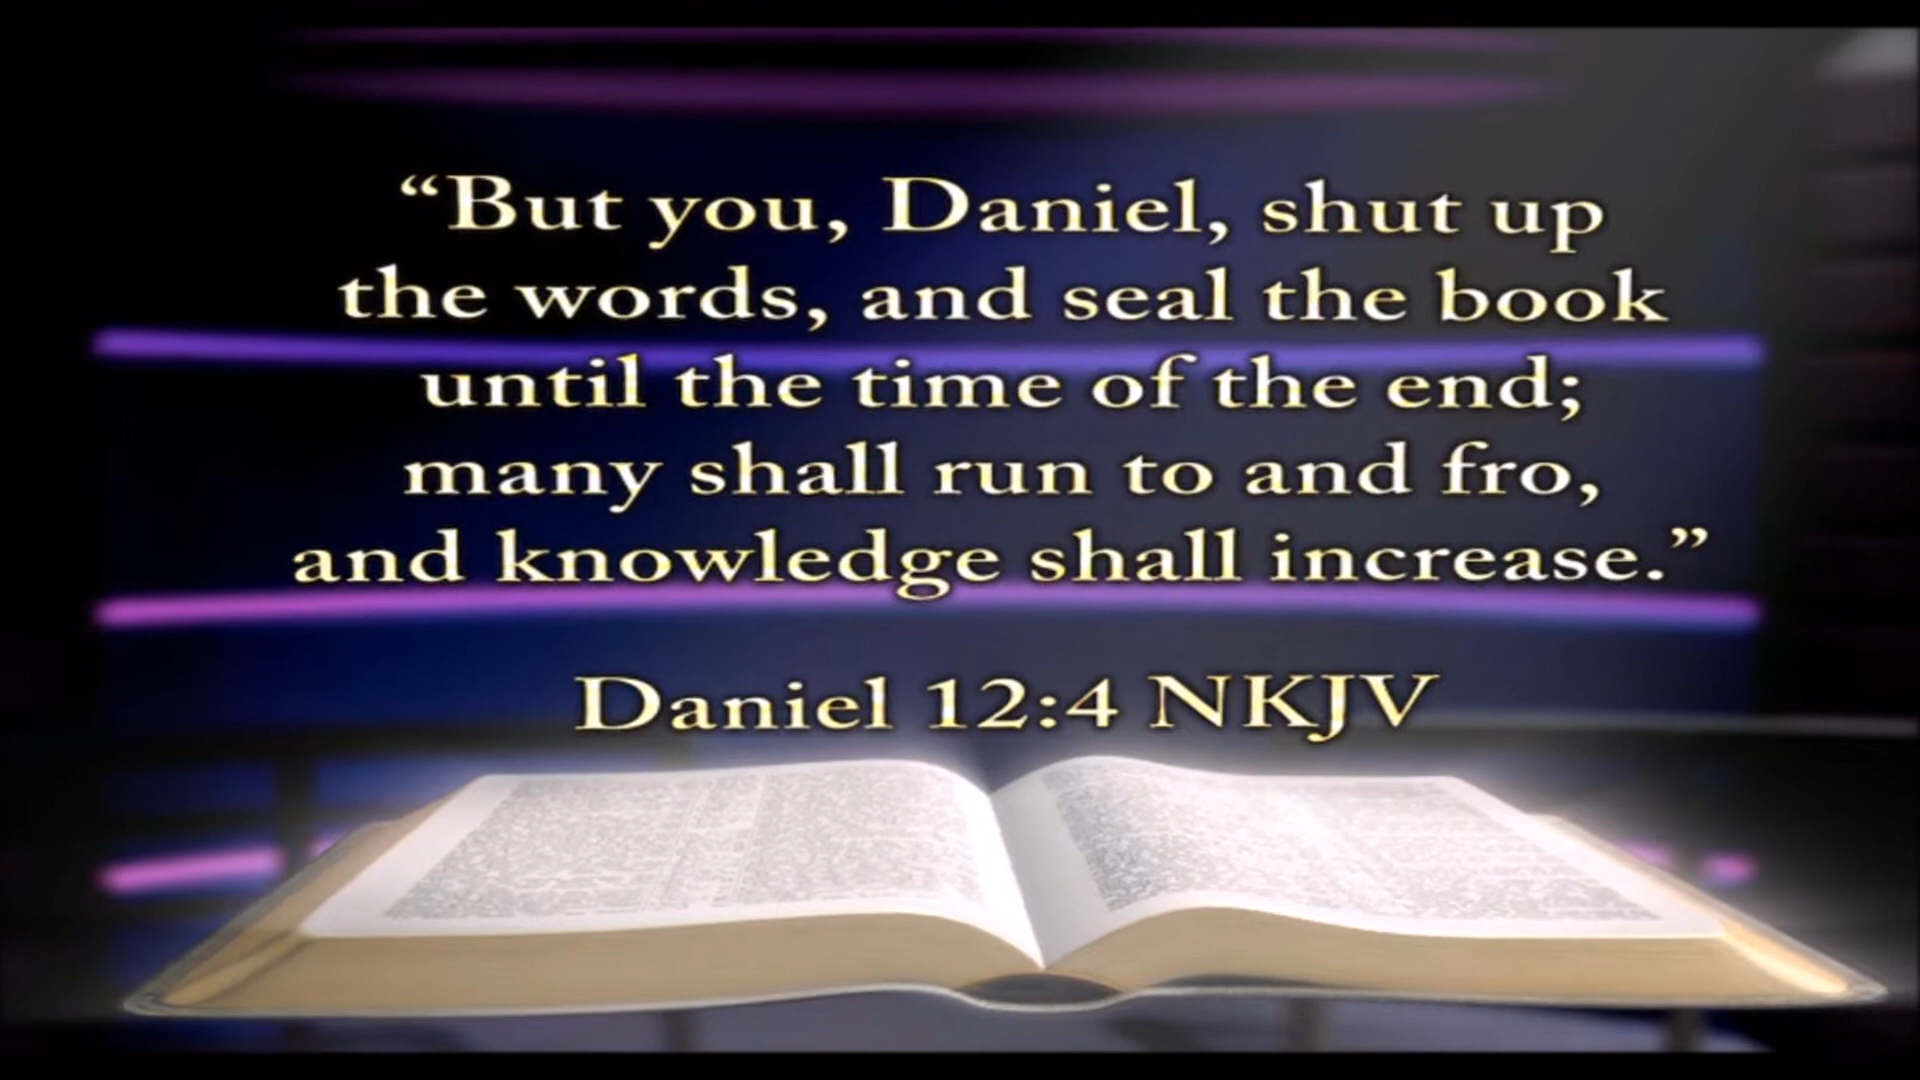 “But you, Daniel, shut up
the words, and seal the book
until the time of the end;
many shall run to and fro,
and knowledge shall increase.”
Daniel 12:4 NKJV